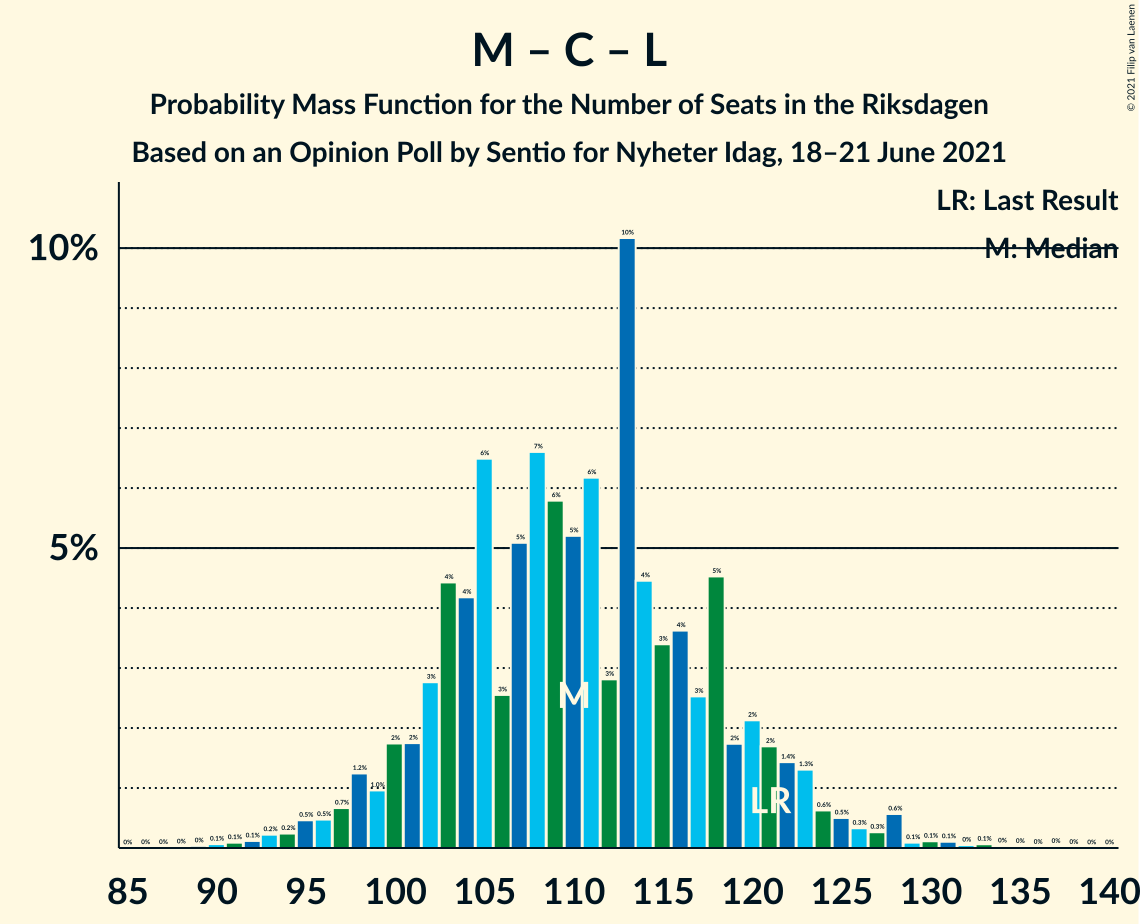 M – C – L
Probability Mass Function for the Number of Seats in the Riksdagen
Based on an Opinion Poll by Sentio for Nyheter Idag, 18–21 June 2021
© 2021 Filip van Laenen
LR: Last Result
M: Median
10%
5%
0% 0% 0% 0% 0% 0.1% 0.1% 0.1% 0.2% 0.2% 0.5% 0.5% 0.7% 1.2% 1.0% 2% 2% 3% 4% 4% 6% 3% 5% 7% 6% 5% 6% 3% 10% 4% 3% 4% 3% 5% 2% 2% 2% 1.4% 1.3% 0.6% 0.5% 0.3% 0.3% 0.6% 0.1% 0.1% 0.1% 0% 0.1% 0% 0% 0% 0% 0% 0% 0%
M
LR
85 90 95 100 105 110 115 120 125 130 135 140